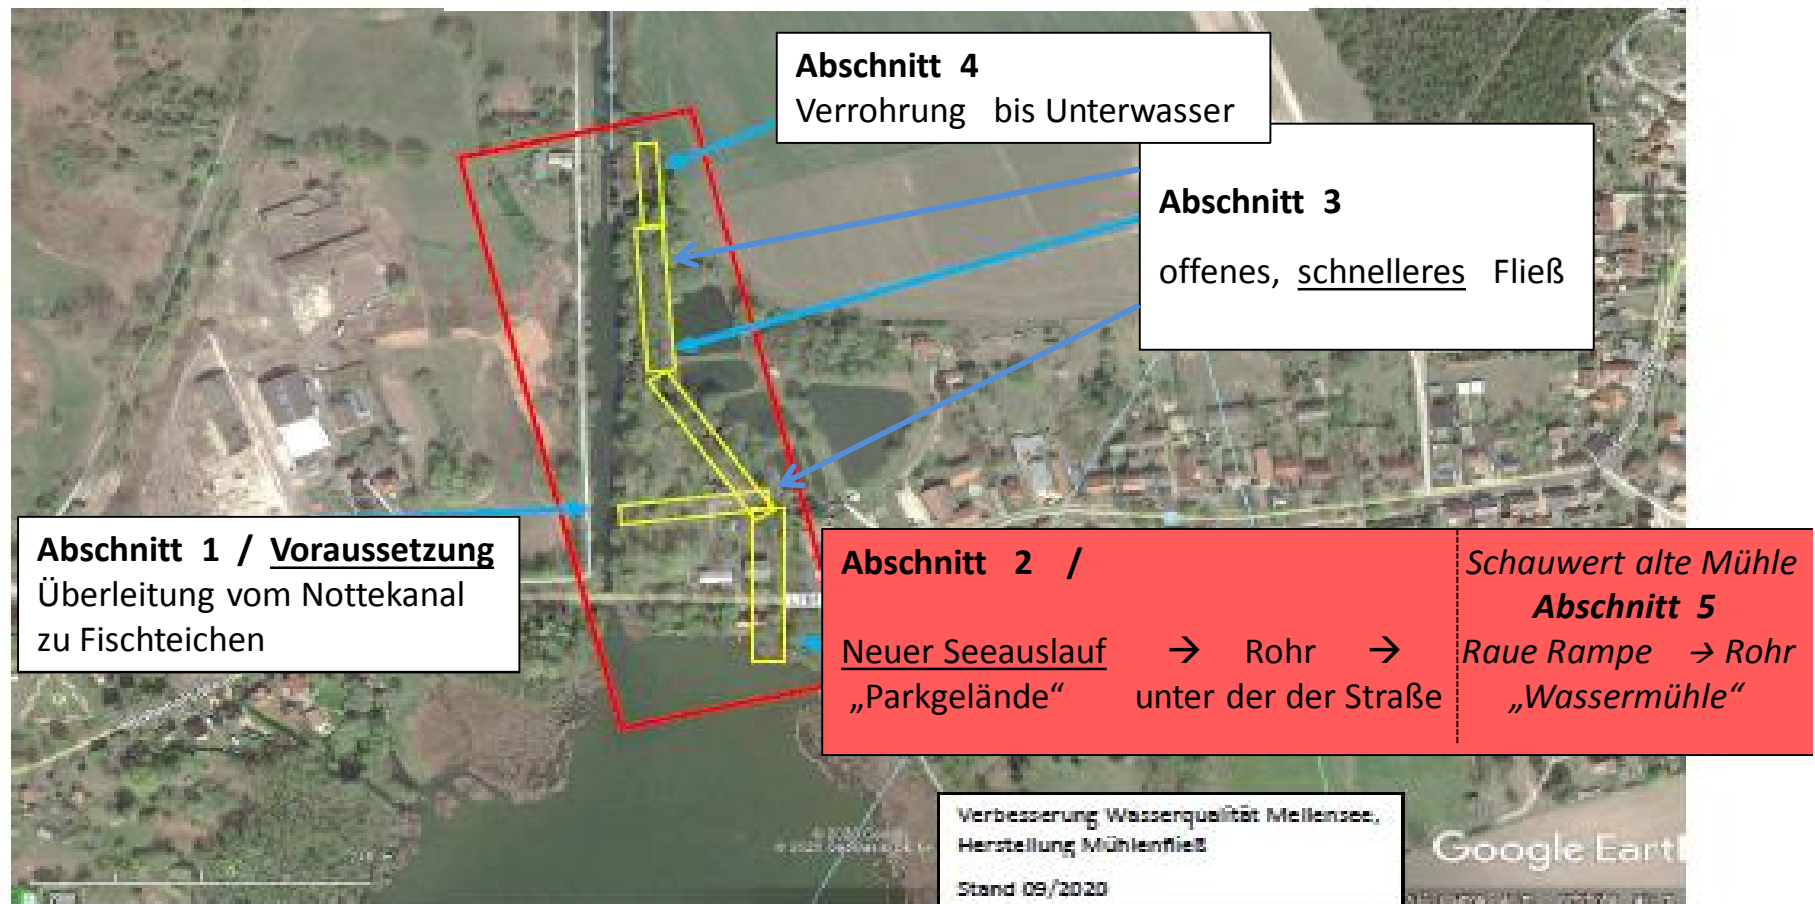 Abschnitt 4
Verrohrung bis Unterwasser
Abschnitt 3
offenes, schnelleres Fließ
Abschnitt 1 / Voraussetzung
Überleitung vom Nottekanal
zu Fischteichen
Abschnitt 2 /
Neuer Seeauslauf → Rohr →
„Parkgelände“ unter der der Straße
Schauwert alte Mühle
Abschnitt 5
Raue Rampe → Rohr
„Wassermühle“
Verbesserung Wasserqualität Mellensee,
Herstellung Mühlenfließ
Stand 09/2020
Google Eart